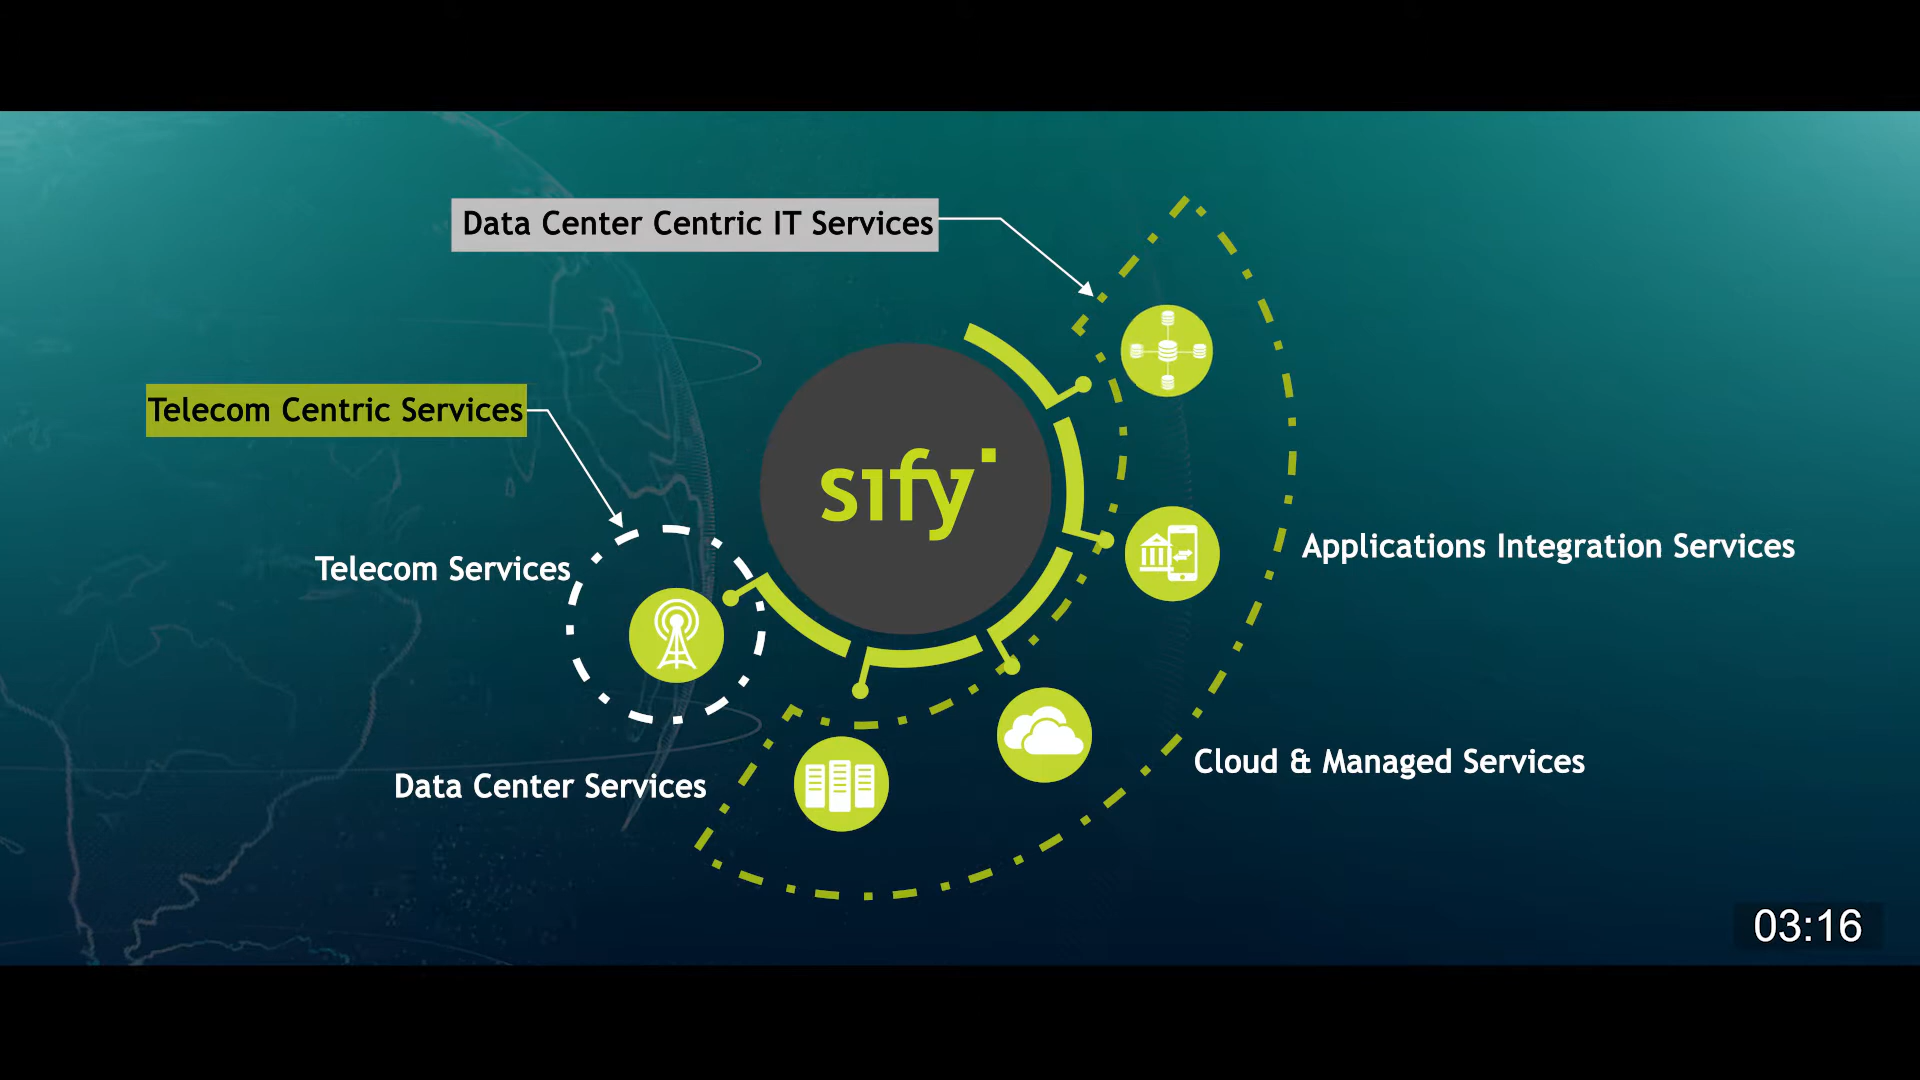 Data Center Centric IT Services
Telecom Centric Services
sify
Telecom Services
Applications Integration Services
Data Center Services
Cloud & Managed Services
03:16